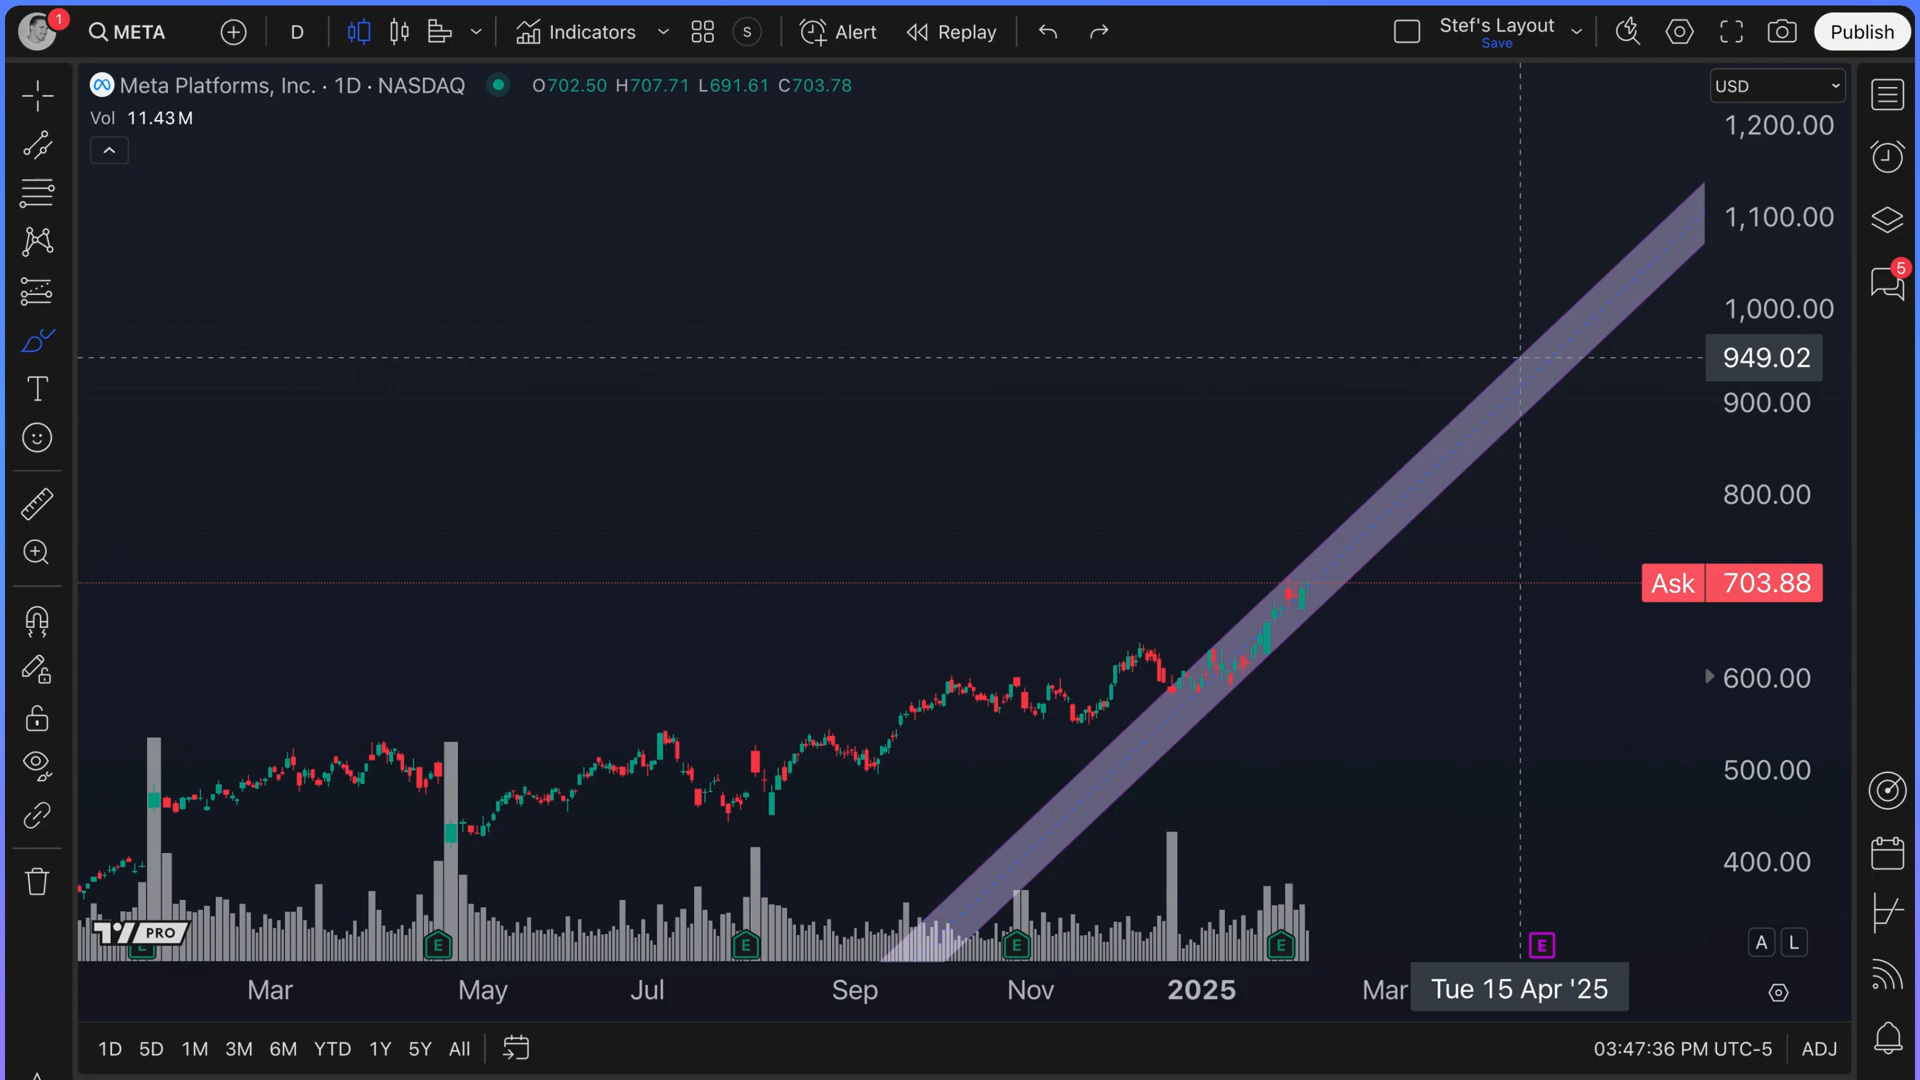 1
META
D
Indicators
S
Alert
Replay
Stef's Layout
Save
Publish
Meta Platforms, Inc. · 1D · NASDAQ
O702.50 H707.71 L691.61 C703.78
Vol 11.43 M
USD
1,200.00
1,100.00
1,000.00
949.02
900.00
800.00
Ask 703.88
600.00
500.00
400.00
5
T
PRO
E E E E E E
A L
Mar May Jul Sep Nov 2025 Mar Tue 15 Apr '25
1D 5D 1M 3M 6M YTD 1Y 5Y All
03:47:36 PM UTC-5 ADJ